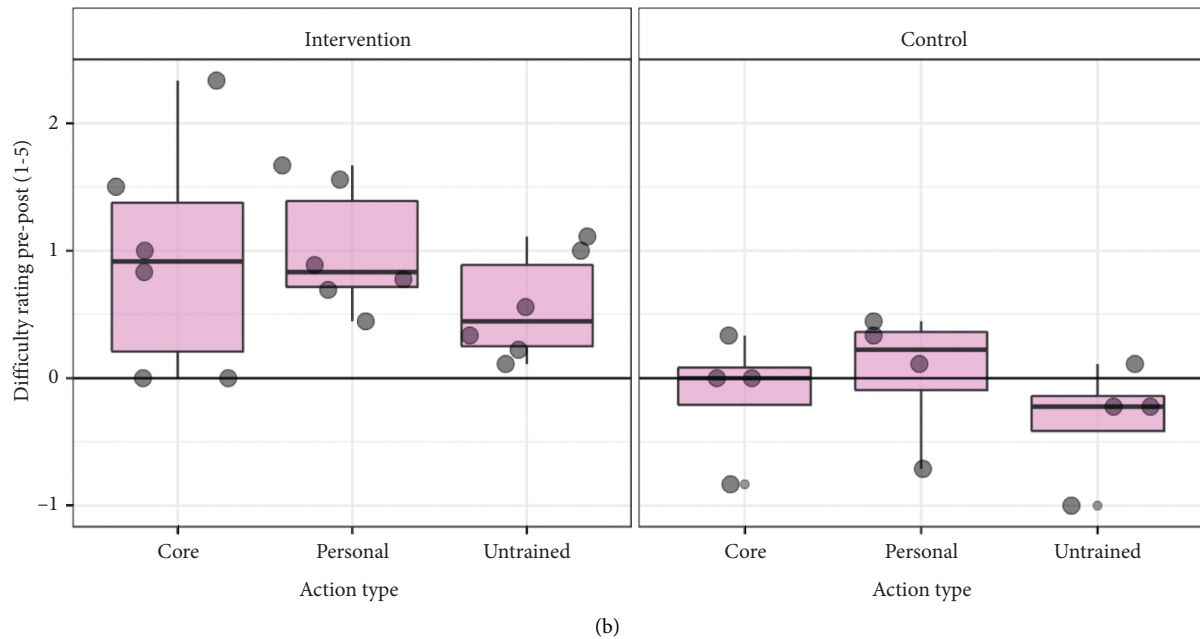 Intervention
Control
Difficulty rating pre-post (1-5)
2
1
0
−1
Core
Personal
Untrained
Core
Personal
Untrained
Action type
Action type
(b)